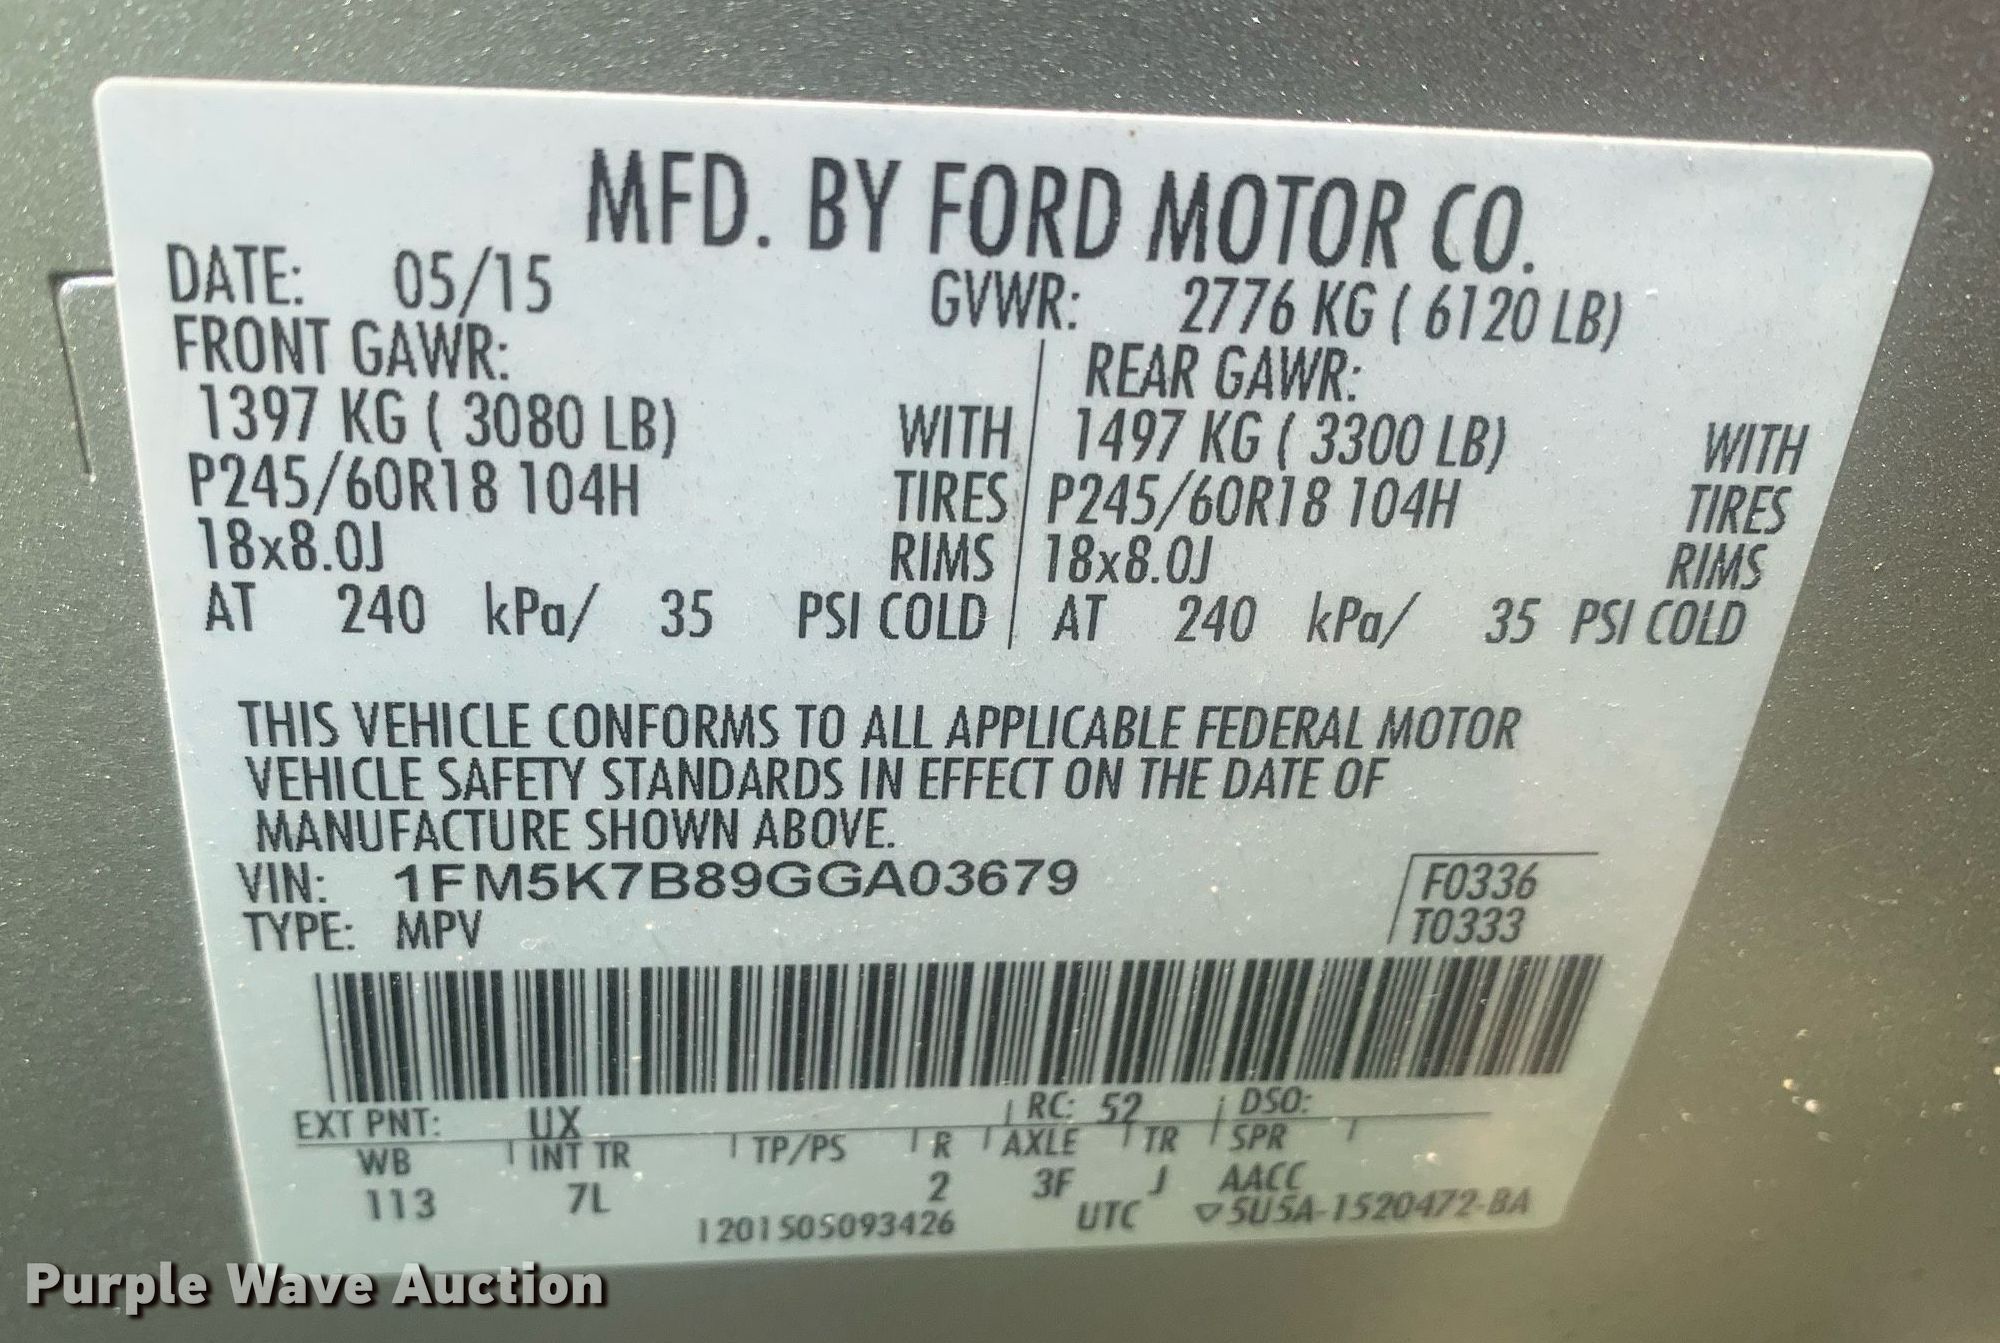 MFD. BY FORD MOTOR CO.
DATE: 05/15 GVWR: 2776 KG ( 6120 LB)
FRONT GAWR: REAR GAWR:
1397 KG ( 3080 LB) WITH 1497 KG ( 3300 LB) WITH
P245/60R18 104H TIRES P245/60R18 104H TIRES
18x8.0J RIMS 18x8.0J RIMS
AT 240 kPa/ 35 PSI COLD AT 240 kPa/ 35 PSI COLD
THIS VEHICLE CONFORMS TO ALL APPLICABLE FEDERAL MOTOR
VEHICLE SAFETY STANDARDS IN EFFECT ON THE DATE OF
MANUFACTURE SHOWN ABOVE.
VIN: 1FM5K7B89GGA03679 F0336
TYPE: MPV T0333
EXT PNT: UX RC: 52 DSO:
WB INT TR TP/PS R AXLE TR SPR
113 7L 2 3F J AACC
1201505093426 UTC ▽5U5A-1520472-BA
Purple Wave Auction